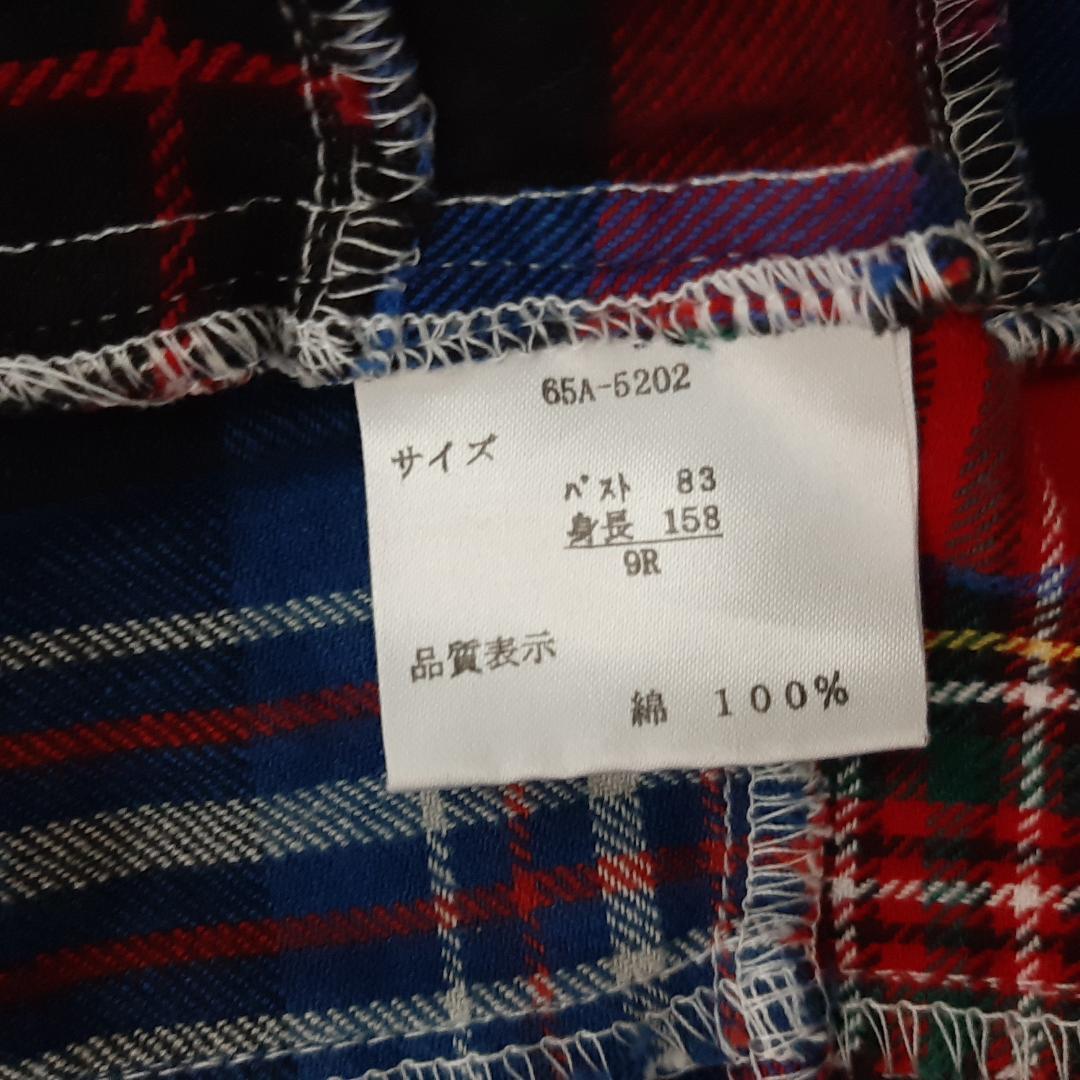 65A-5202
サイズ
ﾊﾞｽﾄ 83
身長 158
9R
品質表示
綿 100%